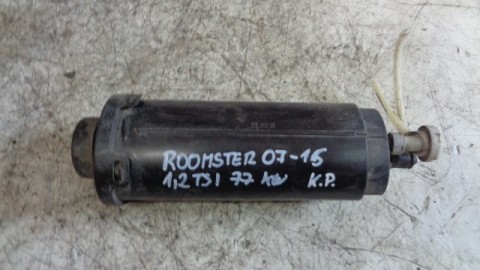 ROOMSTER 07-15
1,2 TSI 77 kW K.P.